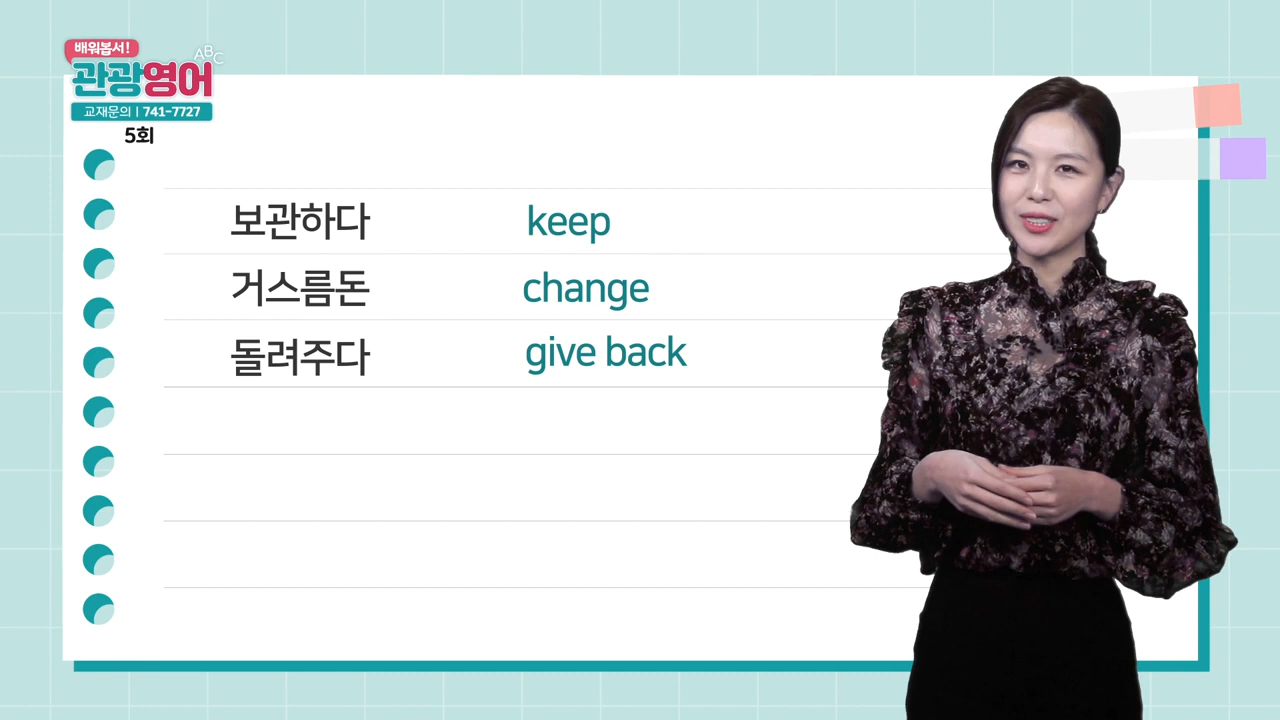 배워봅서!
ABC
관광영어
교재문의 | 741-7727
5회
보관하다 keep
거스름돈 change
돌려주다 give back